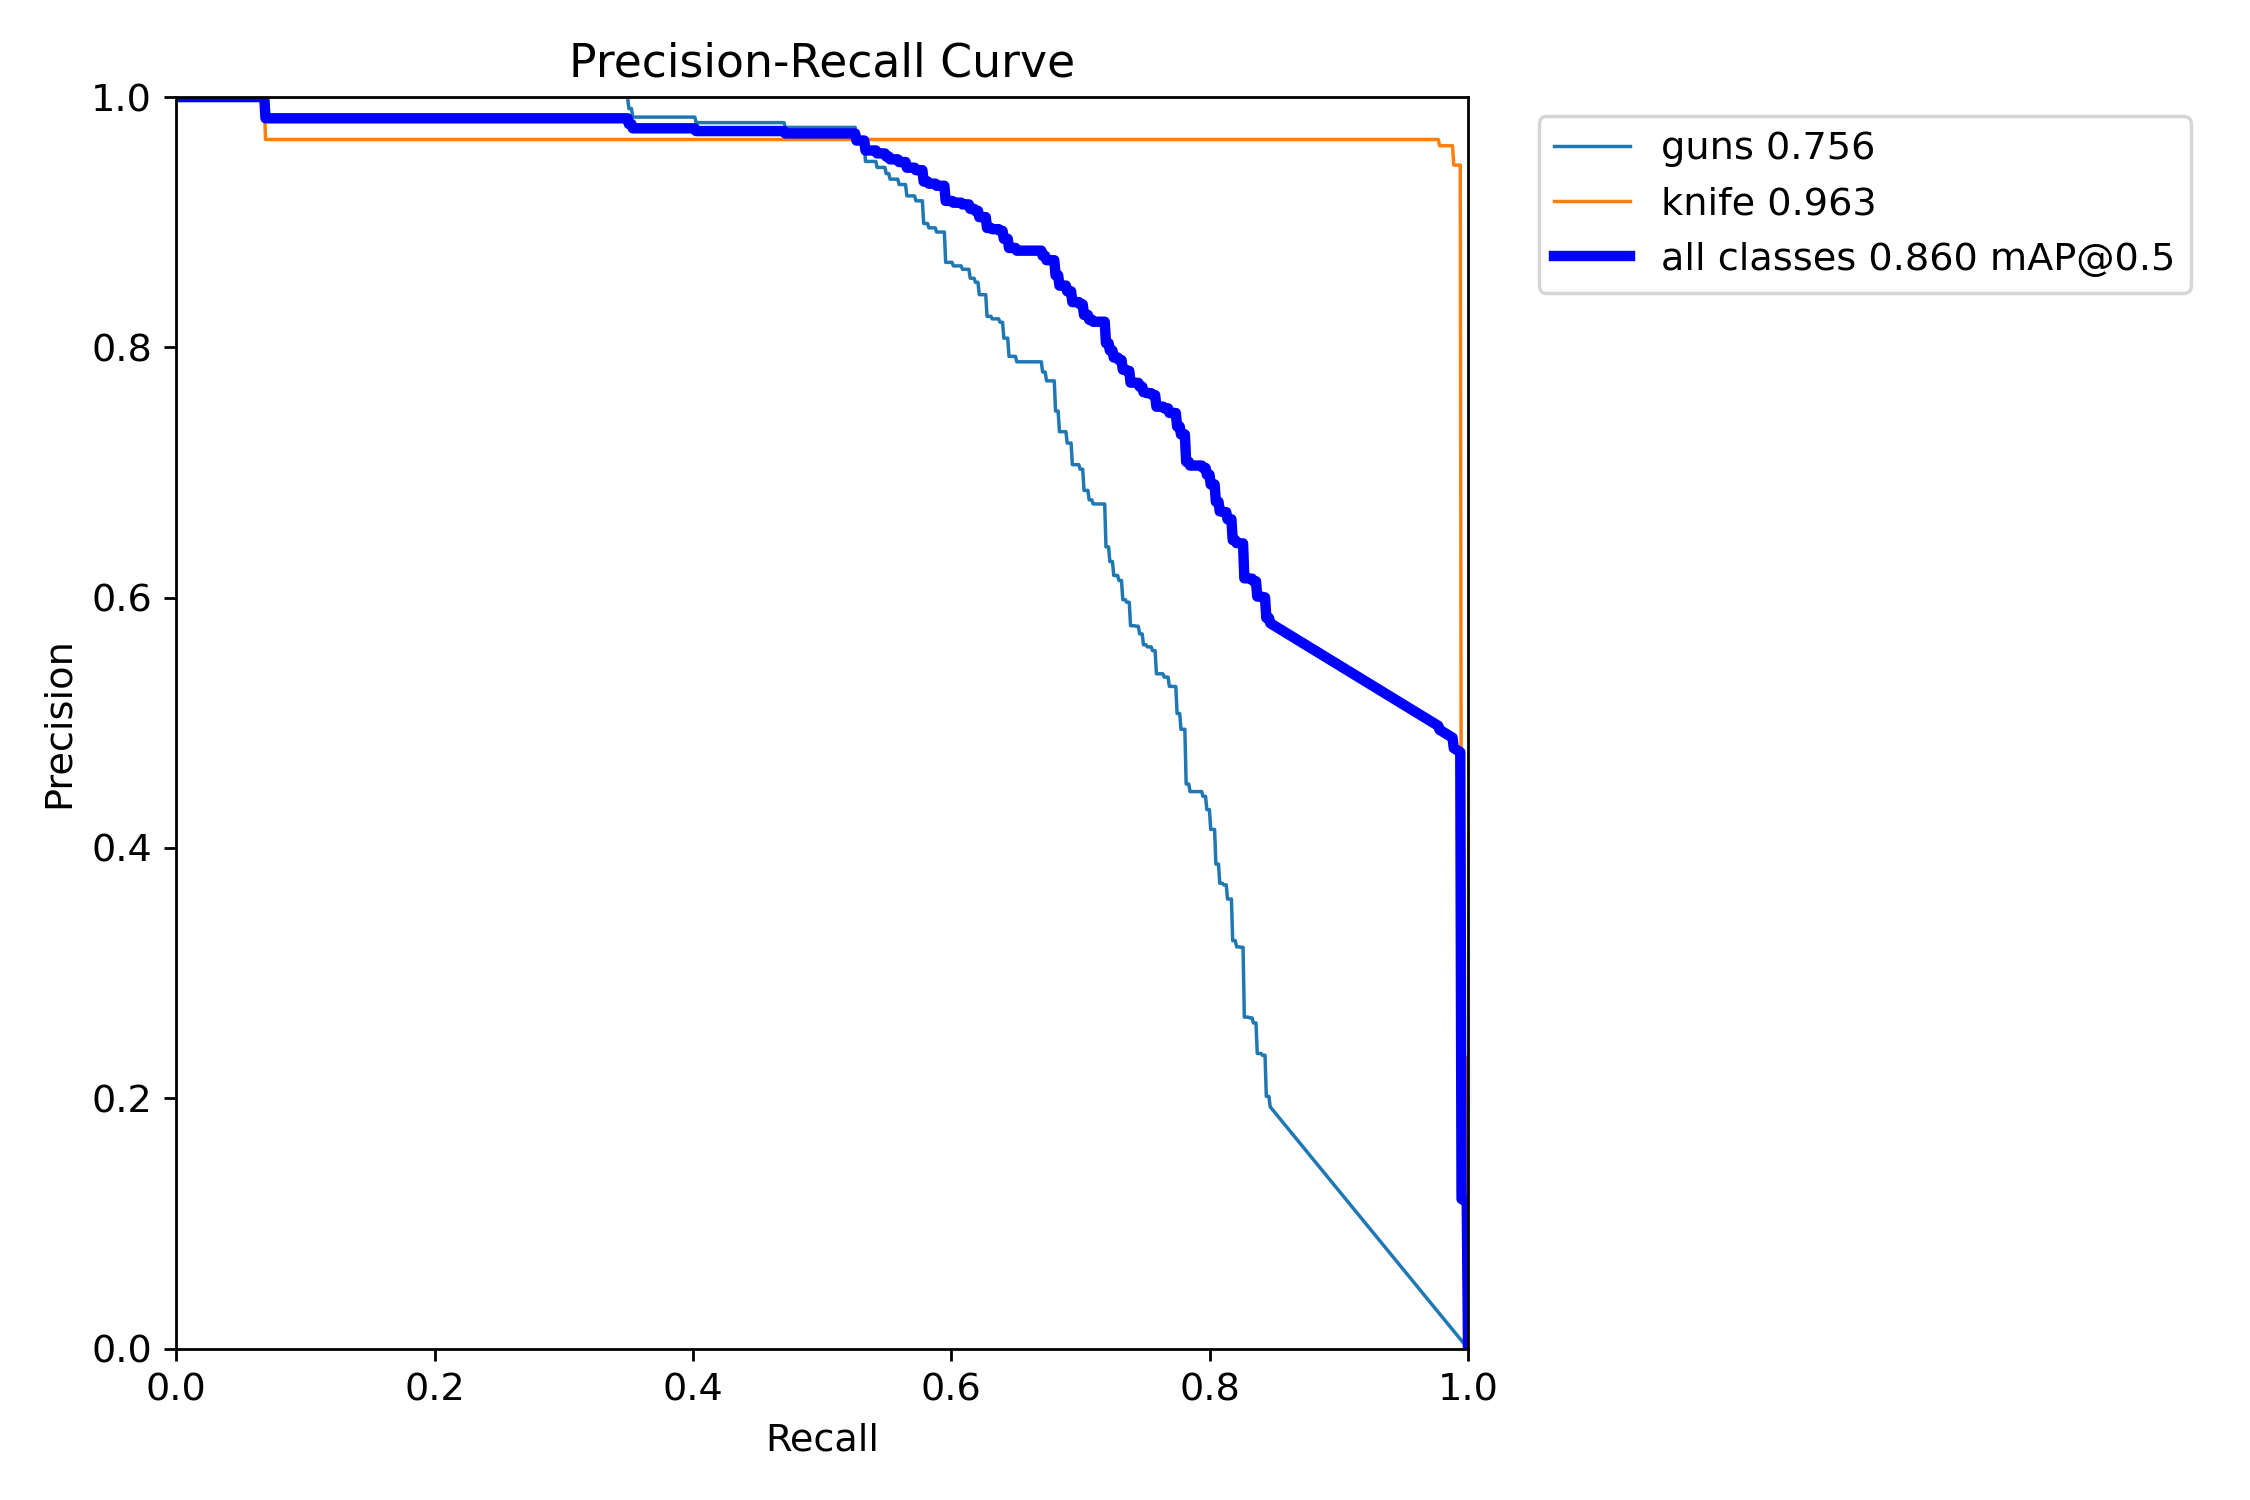 Precision-Recall Curve
1.0
0.8
0.6
0.4
0.2
0.0
Precision
0.0 0.2 0.4 0.6 0.8 1.0
Recall
guns 0.756
knife 0.963
all classes 0.860 mAP@0.5